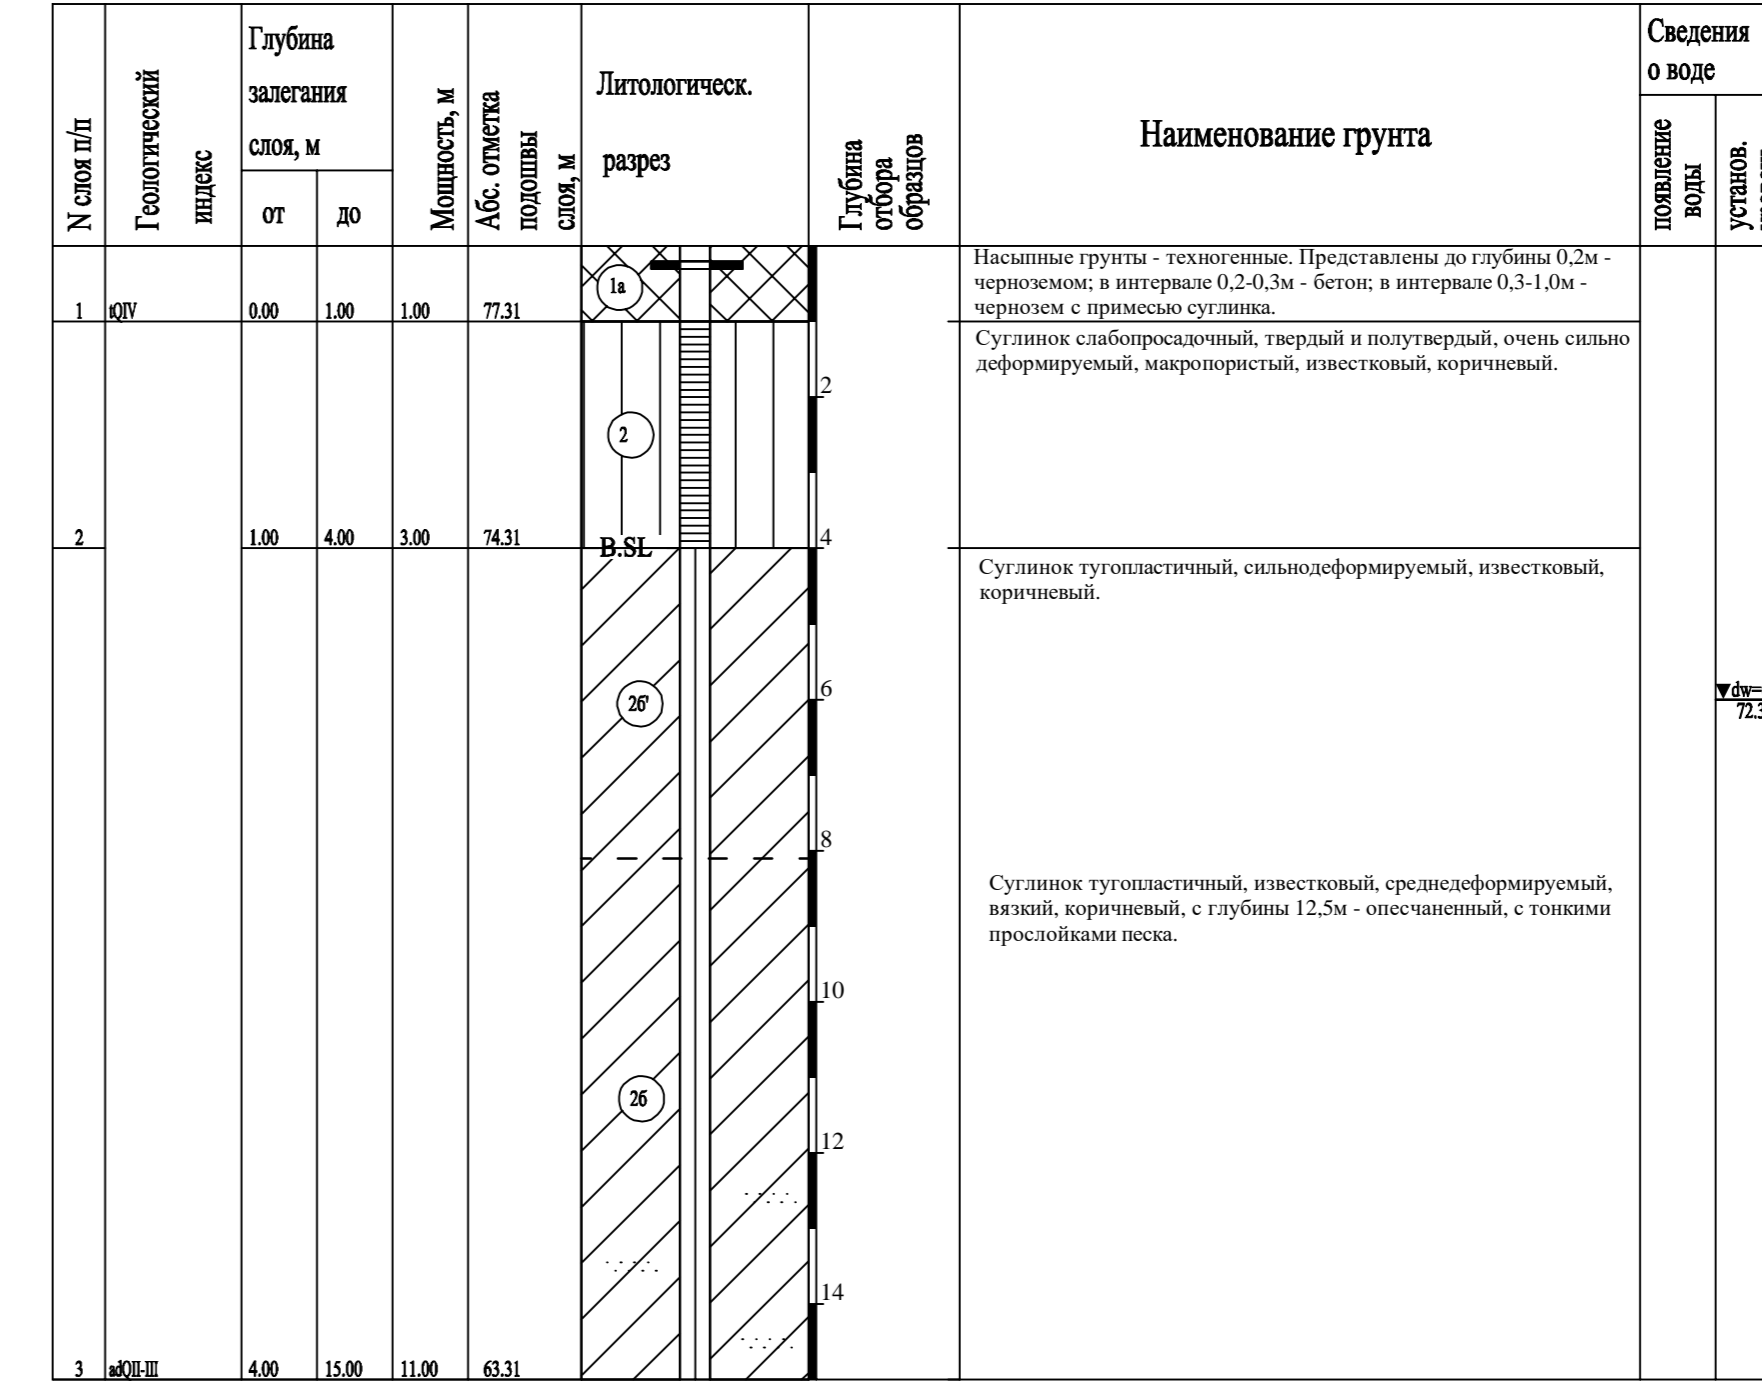 N слоя п/п
Геологический
индекс
Глубина
залегания
слоя, м
от
до
Мощность, м
Абс. отметка
подошвы
слоя, м
Литологическ.
разрез
Глубина
отбора
образцов
Наименование грунта
Сведения
о воде
появление
воды
установ.
1
tQIV
0.00
1.00
1.00
77.31
1а
Насыпные грунты - техногенные. Представлены до глубины 0,2м -
черноземом; в интервале 0,2-0,3м - бетон; в интервале 0,3-1,0м -
чернозем с примесью суглинка.
2
1.00
4.00
3.00
74.31
2
B.SL
2
4
Суглинок слабопросадочный, твердый и полутвердый, очень сильно
деформируемый, макропористый, известковый, коричневый.
Суглинок тугопластичный, сильнодеформируемый, известковый,
коричневый.
2б'
6
dw=
72.3
8
Суглинок тугопластичный, известковый, среднедеформируемый,
вязкий, коричневый, с глубины 12,5м - опесчаненный, с тонкими
прослойками песка.
10
2б
12
14
3
adQII-III
4.00
15.00
11.00
63.31